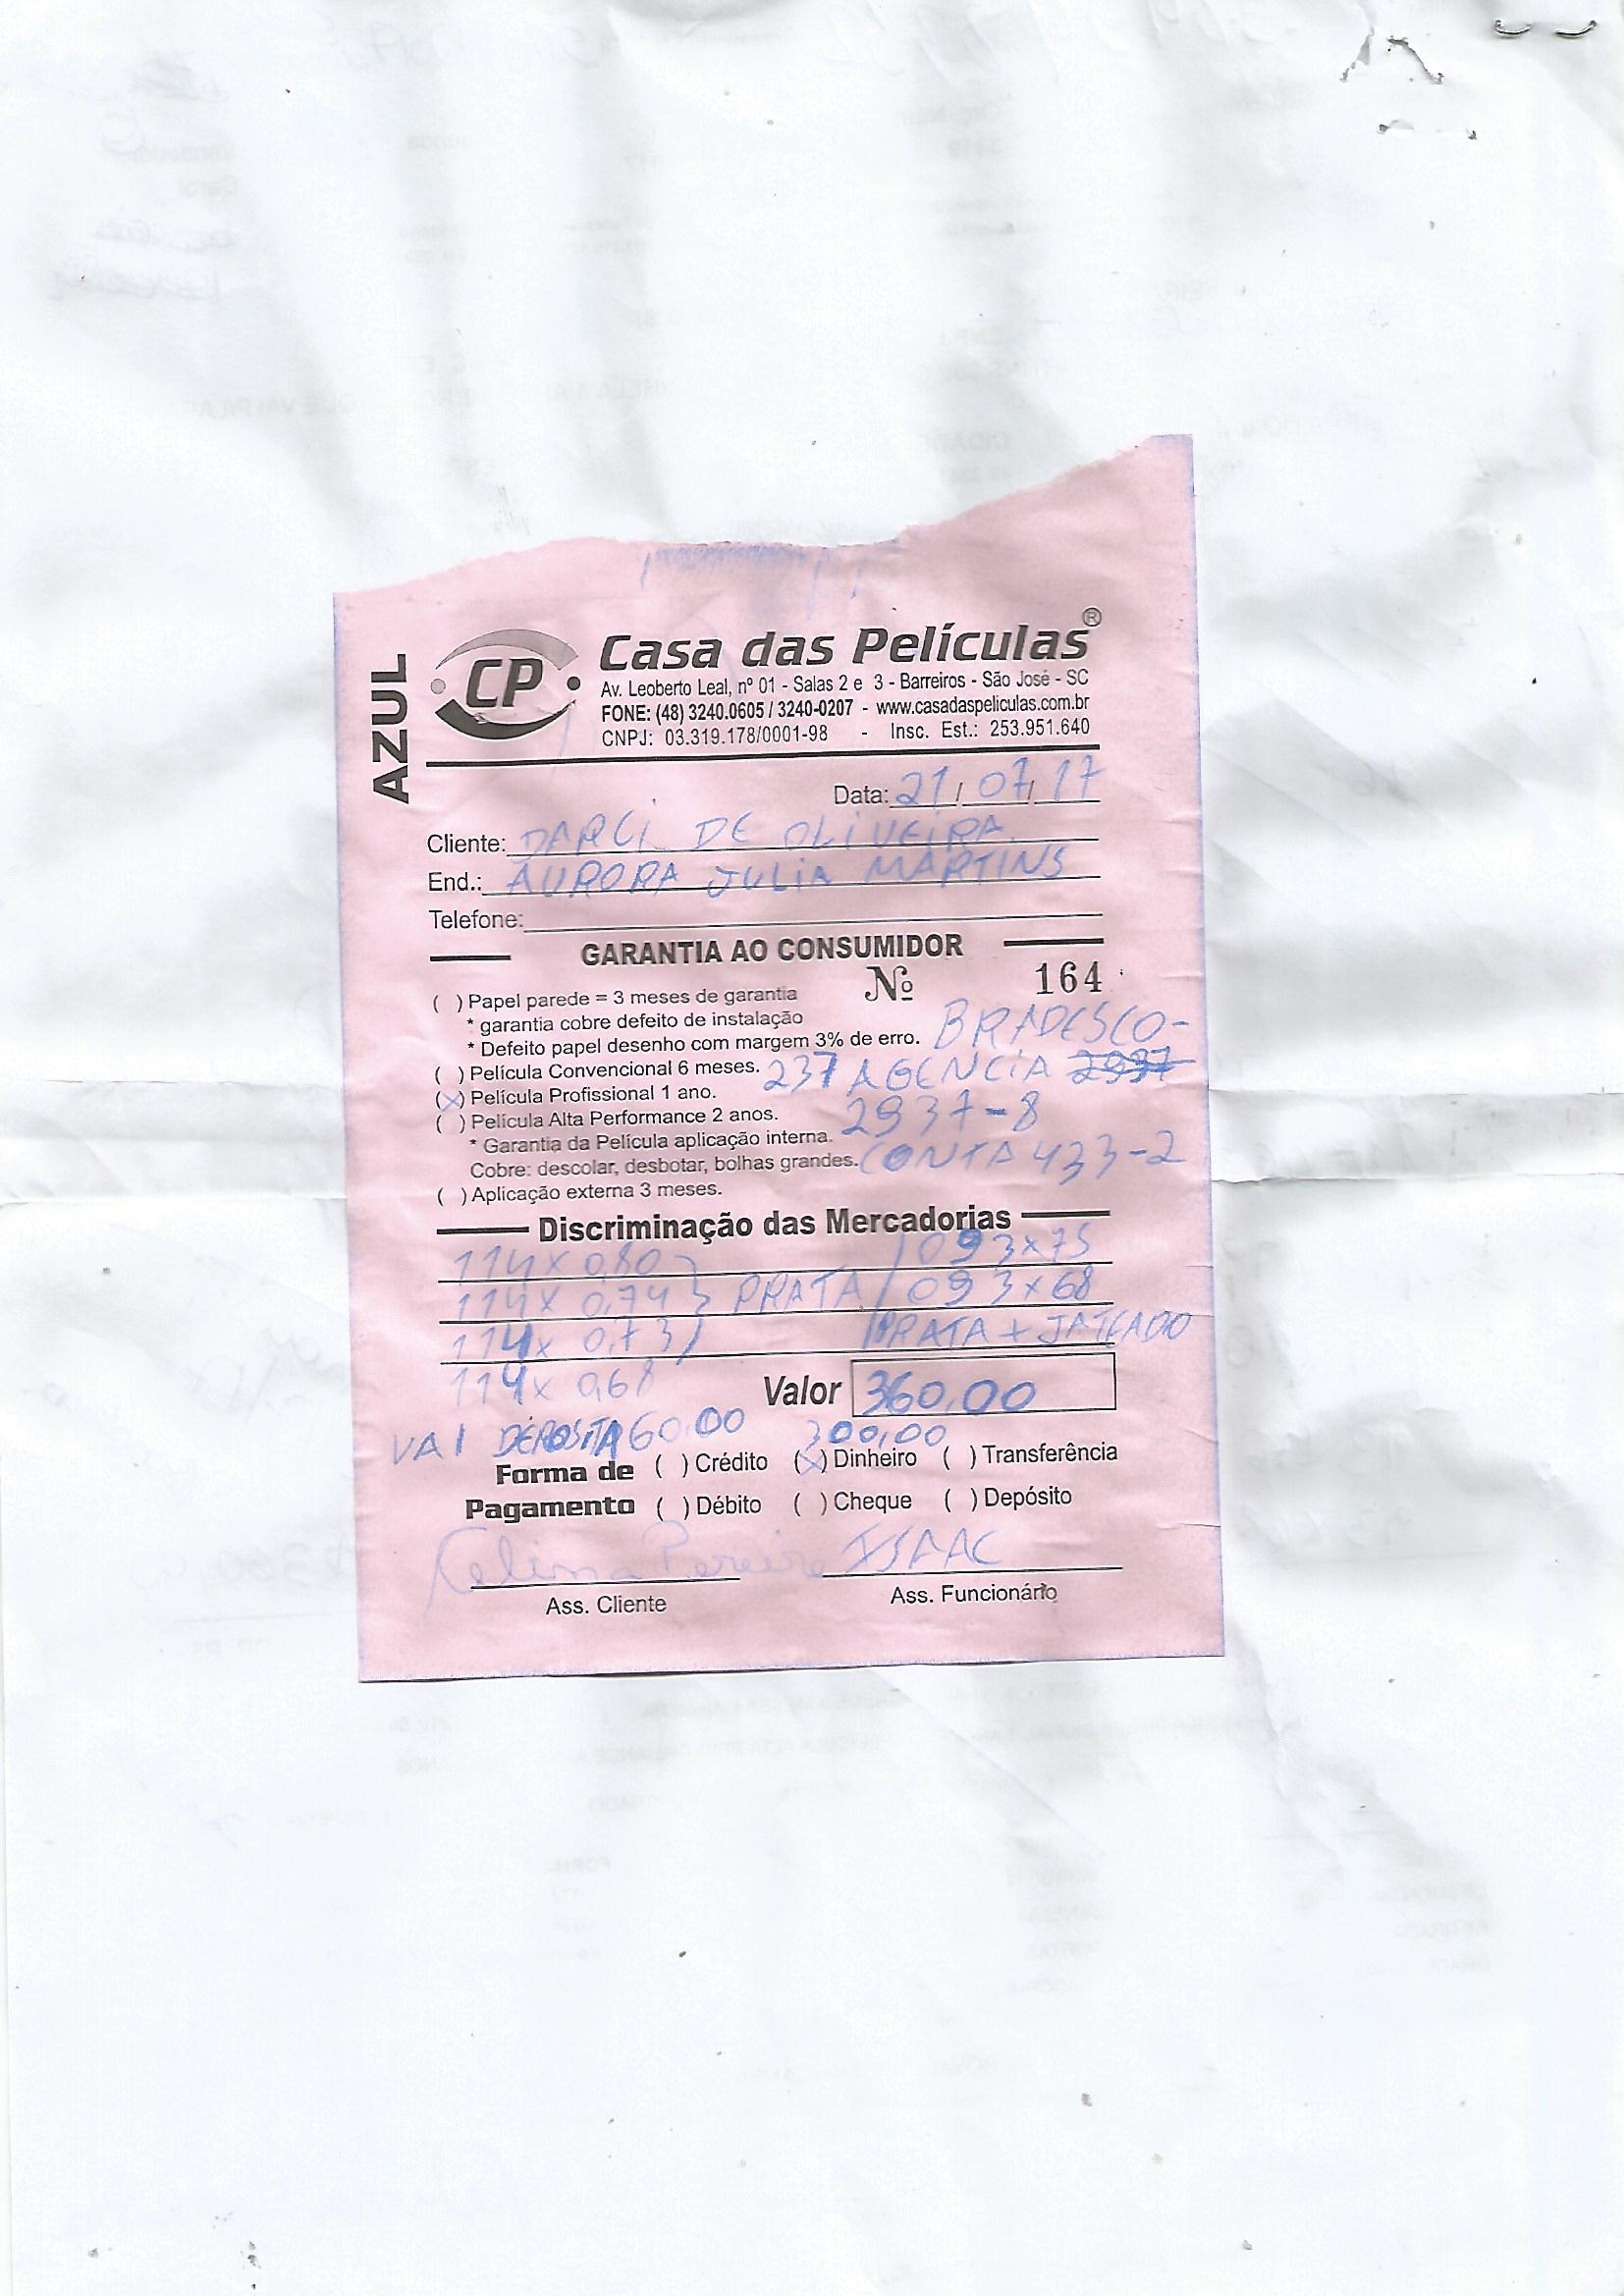 AZUL
CP
Casa das Películas®
Av. Leoberto Leal, nº 01 - Salas 2 e 3 - Barreiros - São José - SC
FONE: (48) 3240.0605 / 3240-0207 - www.casadaspeliculas.com.br
CNPJ: 03.319.178/0001-98 - Insc. Est.: 253.951.640
Data: 21/07/17
Cliente: DARCI DE OLIVEIRA
End.: AURORA JULIA MARTINS
Telefone:
GARANTIA AO CONSUMIDOR
Nº 164
( ) Papel parede = 3 meses de garantia
* garantia cobre defeito de instalação
* Defeito papel desenho com margem 3% de erro. BRADESCO-
( ) Película Convencional 6 meses. 237 AGENCIA 2937
(X) Película Profissional 1 ano.
( ) Película Alta Performance 2 anos. 2937-8
* Garantia da Película aplicação interna.
Cobre: descolar, desbotar, bolhas grandes. CONTA 433-2
( ) Aplicação externa 3 meses.
Discriminação das Mercadorias
114 x 0,80 / 093 x 75
114 x 0,74 } PRATA / 093 x 68
114 x 0,73 / PRATA + JATEADO
114 x 0,68 Valor 360,00
VAI DEPOSITA 60,00 300,00
Forma de ( ) Crédito (X) Dinheiro ( ) Transferência
Pagamento ( ) Débito ( ) Cheque ( ) Depósito
Pereira ISAAC
Ass. Cliente Ass. Funcionário